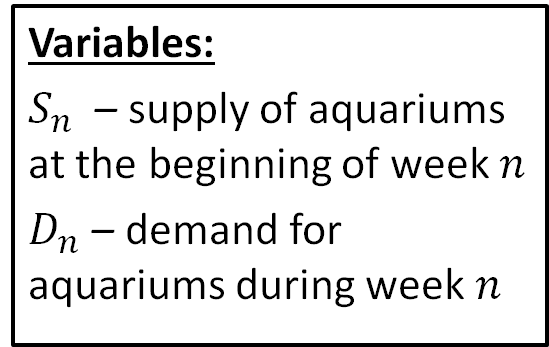 Variables:
Sₙ – supply of aquariums
at the beginning of week n
Dₙ – demand for
aquariums during week n